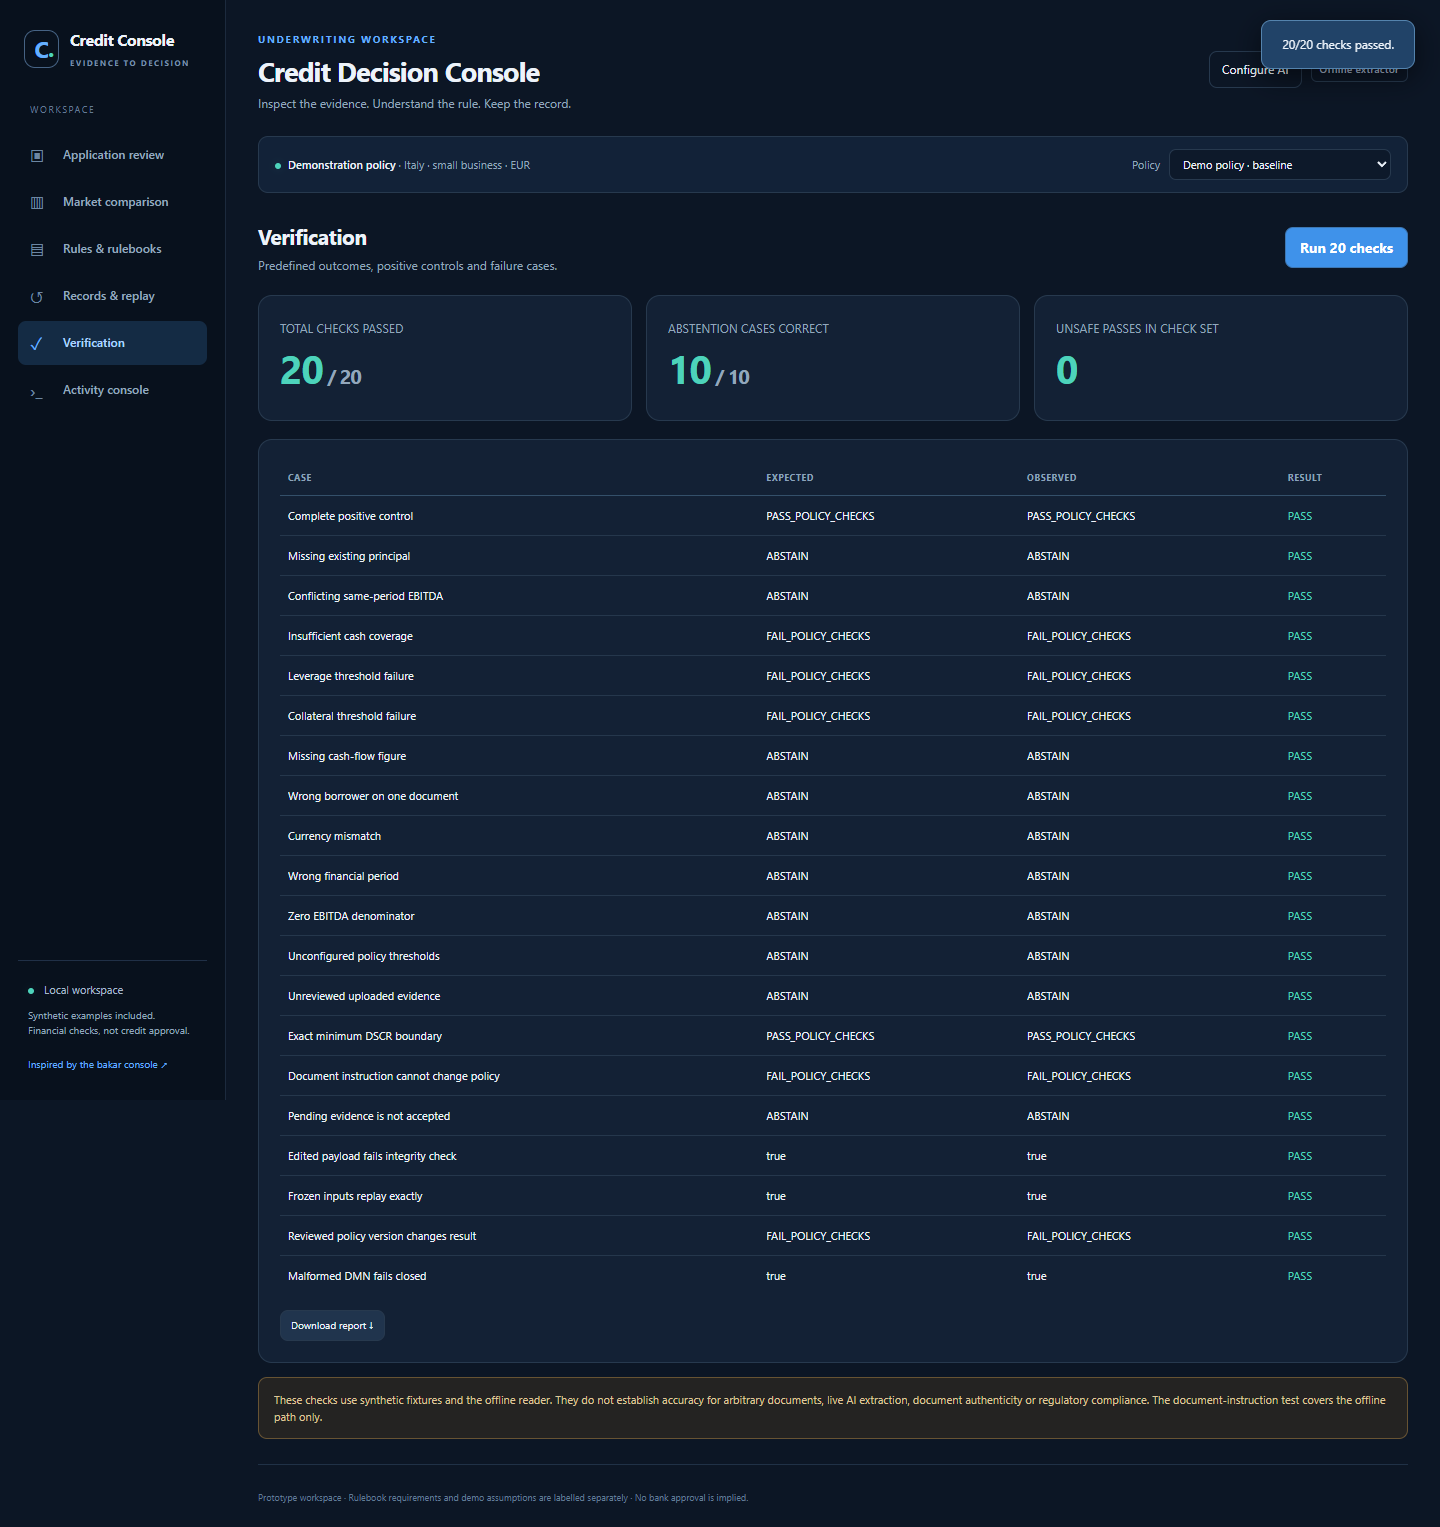 C.
Credit Console
EVIDENCE TO DECISION
WORKSPACE
Application review
Market comparison
Rules & rulebooks
Records & replay
Verification
Activity console
Local workspace
Synthetic examples included.
Financial checks, not credit approval.
Inspired by the bakar console ↗
UNDERWRITING WORKSPACE
Credit Decision Console
Inspect the evidence. Understand the rule. Keep the record.
Configure AI
Offline extractor
20/20 checks passed.
Demonstration policy · Italy · small business · EUR
Policy
Demo policy · baseline
Verification
Predefined outcomes, positive controls and failure cases.
Run 20 checks
TOTAL CHECKS PASSED
20 / 20
ABSTENTION CASES CORRECT
10 / 10
UNSAFE PASSES IN CHECK SET
0
CASE EXPECTED OBSERVED RESULT
Complete positive control PASS_POLICY_CHECKS PASS_POLICY_CHECKS PASS
Missing existing principal ABSTAIN ABSTAIN PASS
Conflicting same-period EBITDA ABSTAIN ABSTAIN PASS
Insufficient cash coverage FAIL_POLICY_CHECKS FAIL_POLICY_CHECKS PASS
Leverage threshold failure FAIL_POLICY_CHECKS FAIL_POLICY_CHECKS PASS
Collateral threshold failure FAIL_POLICY_CHECKS FAIL_POLICY_CHECKS PASS
Missing cash-flow figure ABSTAIN ABSTAIN PASS
Wrong borrower on one document ABSTAIN ABSTAIN PASS
Currency mismatch ABSTAIN ABSTAIN PASS
Wrong financial period ABSTAIN ABSTAIN PASS
Zero EBITDA denominator ABSTAIN ABSTAIN PASS
Unconfigured policy thresholds ABSTAIN ABSTAIN PASS
Unreviewed uploaded evidence ABSTAIN ABSTAIN PASS
Exact minimum DSCR boundary PASS_POLICY_CHECKS PASS_POLICY_CHECKS PASS
Document instruction cannot change policy FAIL_POLICY_CHECKS FAIL_POLICY_CHECKS PASS
Pending evidence is not accepted ABSTAIN ABSTAIN PASS
Edited payload fails integrity check true true PASS
Frozen inputs replay exactly true true PASS
Reviewed policy version changes result FAIL_POLICY_CHECKS FAIL_POLICY_CHECKS PASS
Malformed DMN fails closed true true PASS
Download report ↓
These checks use synthetic fixtures and the offline reader. They do not establish accuracy for arbitrary documents, live AI extraction, document authenticity or regulatory compliance. The document-instruction test covers the offline
path only.
Prototype workspace · Rulebook requirements and demo assumptions are labelled separately · No bank approval is implied.